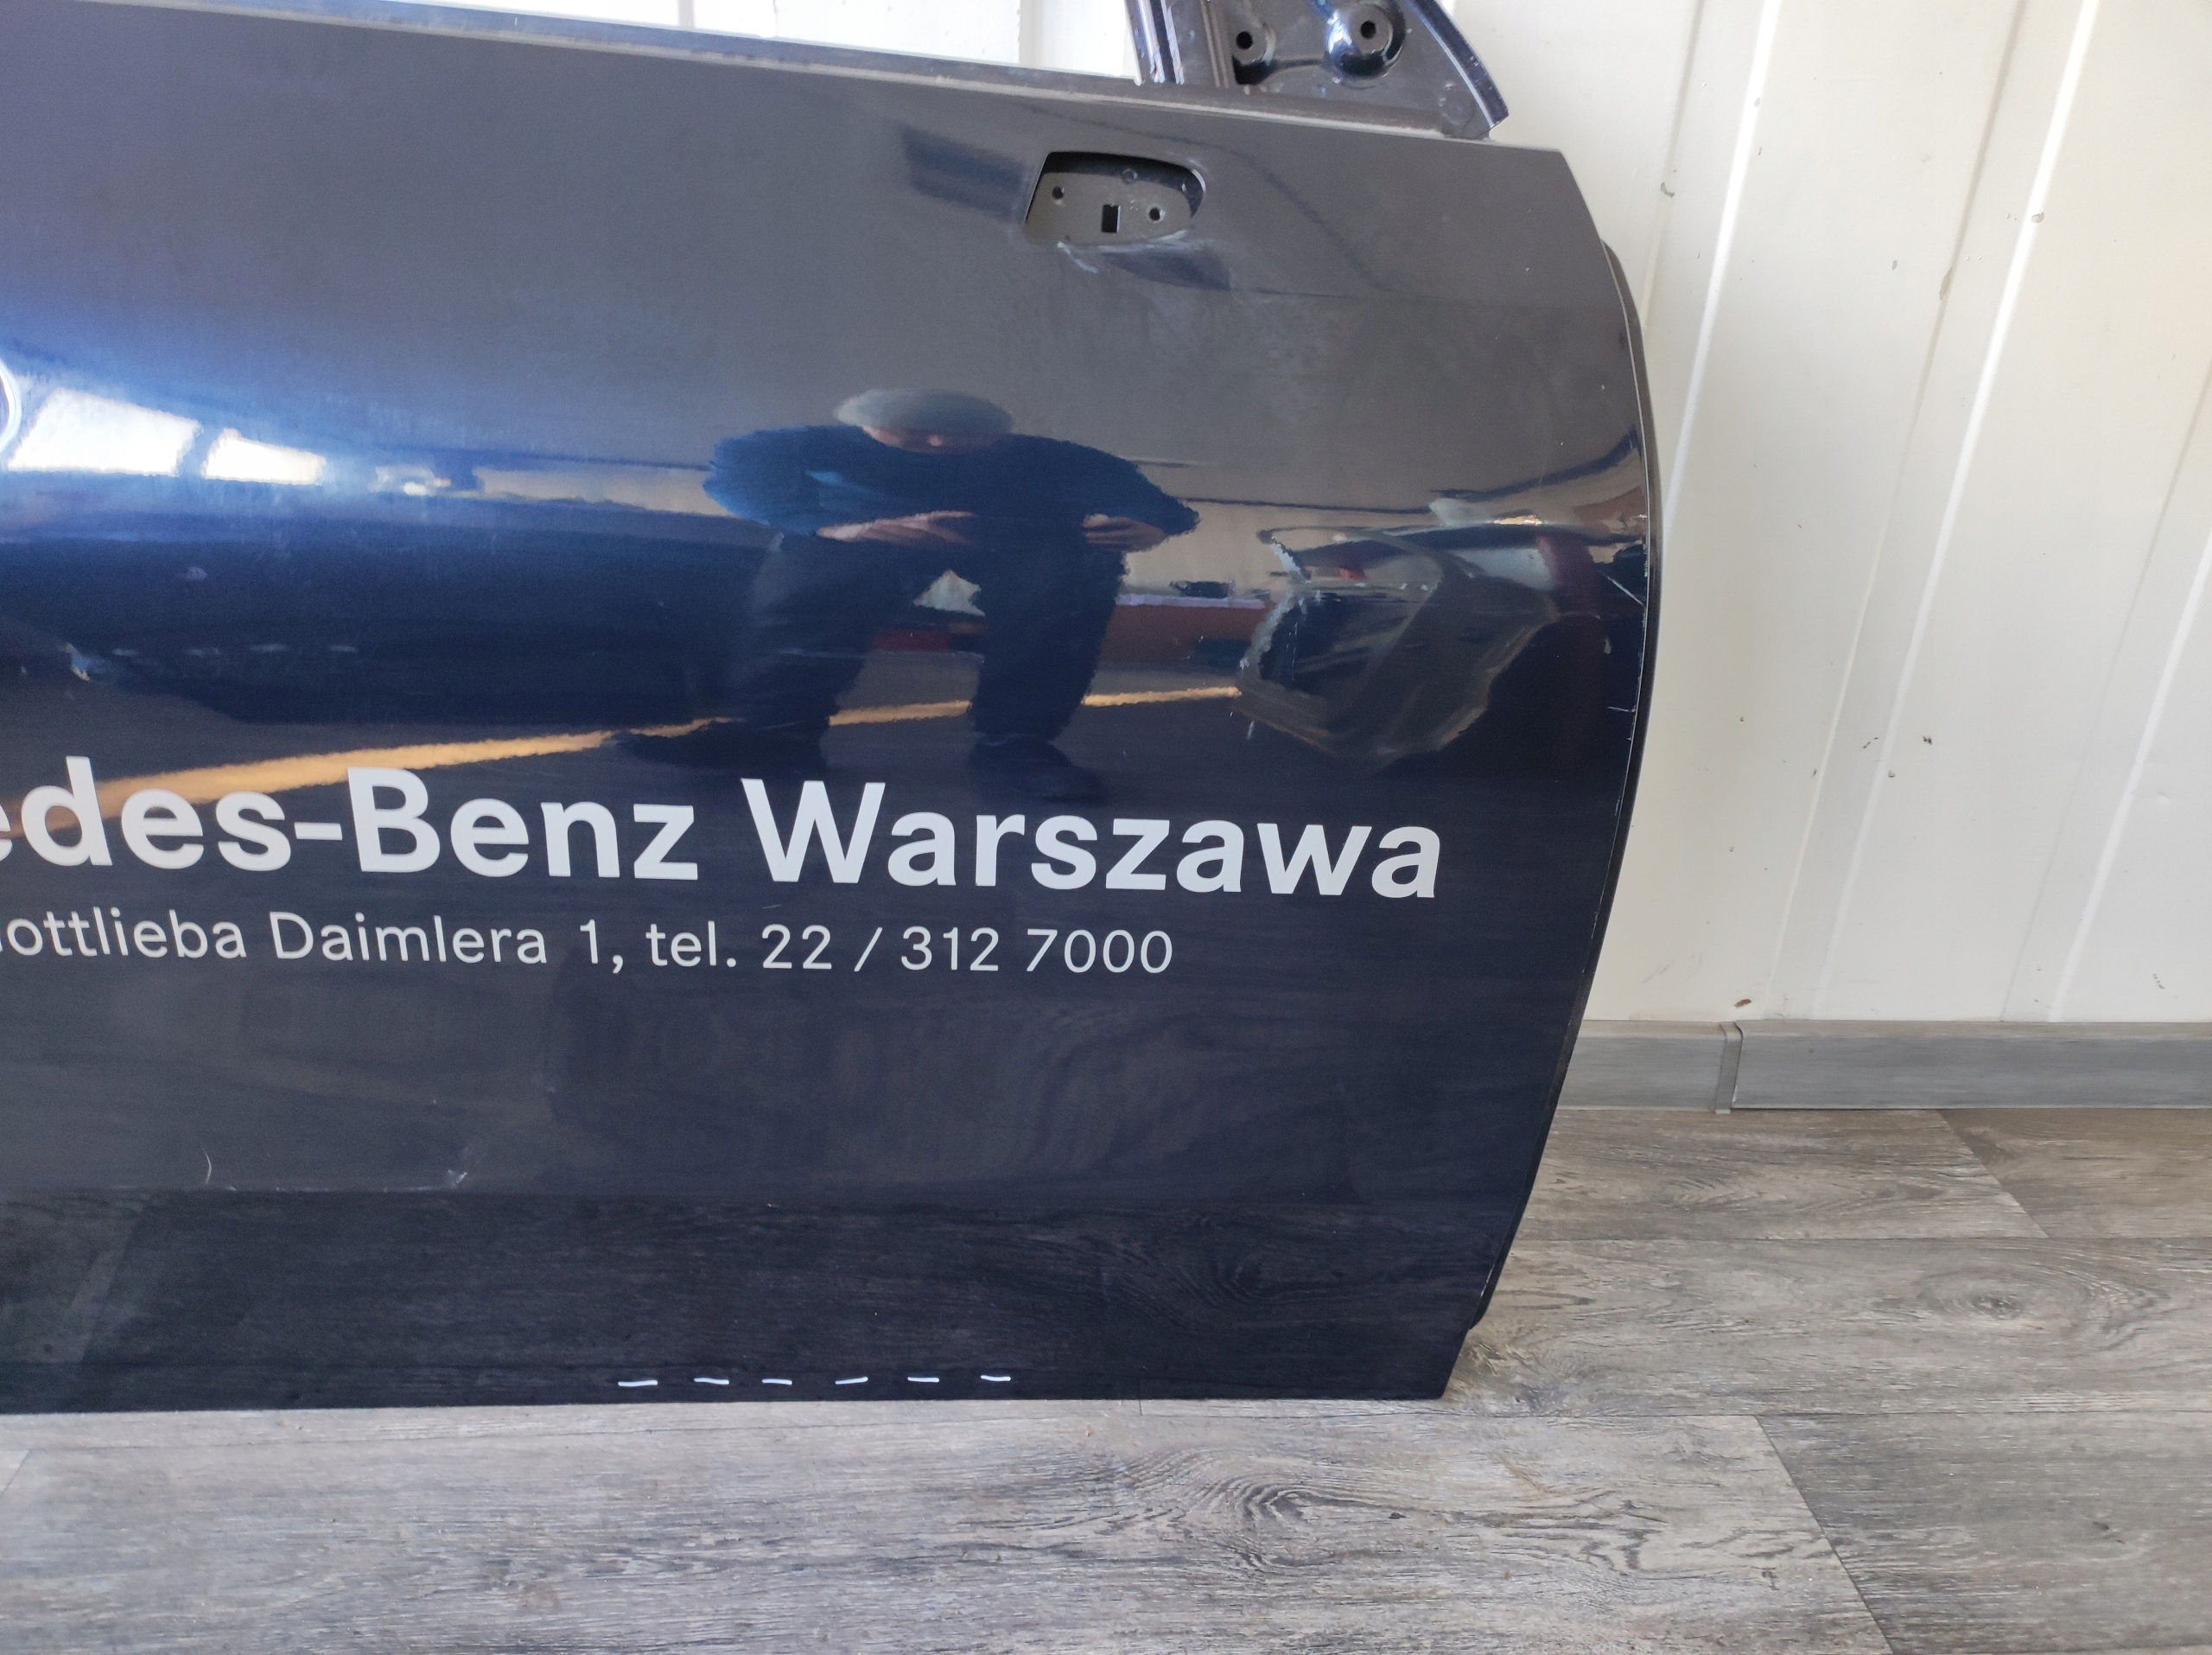 edes-Benz Warszawa
ottlieba Daimlera 1, tel. 22 / 312 7000